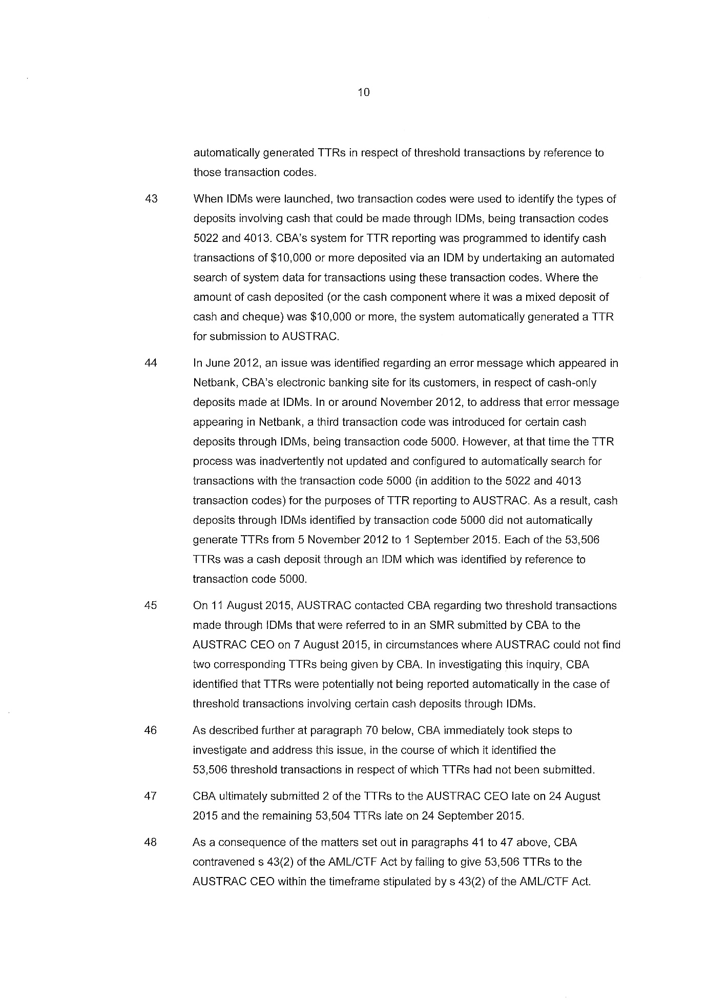 10
automatically generated TTRs in respect of threshold transactions by reference to
those transaction codes.
43 When IDMs were launched, two transaction codes were used to identify the types of
deposits involving cash that could be made through IDMs, being transaction codes
5022 and 4013. CBA's system for TTR reporting was programmed to identify cash
transactions of $10,000 or more deposited via an IDM by undertaking an automated
search of system data for transactions using these transaction codes. Where the
amount of cash deposited (or the cash component where it was a mixed deposit of
cash and cheque) was $10,000 or more, the system automatically generated a TTR
for submission to AUSTRAC.
44 In June 2012, an issue was identified regarding an error message which appeared in
Netbank, CBA's electronic banking site for its customers, in respect of cash-only
deposits made at IDMs. In or around November 2012, to address that error message
appearing in Netbank, a third transaction code was introduced for certain cash
deposits through IDMs, being transaction code 5000. However, at that time the TTR
process was inadvertently not updated and configured to automatically search for
transactions with the transaction code 5000 (in addition to the 5022 and 4013
transaction codes) for the purposes of TTR reporting to AUSTRAC. As a result, cash
deposits through IDMs identified by transaction code 5000 did not automatically
generate TTRs from 5 November 2012 to 1 September 2015. Each of the 53,506
TTRs was a cash deposit through an IDM which was identified by reference to
transaction code 5000.
45 On 11 August 2015, AUSTRAC contacted CBA regarding two threshold transactions
made through IDMs that were referred to in an SMR submitted by CBA to the
AUSTRAC CEO on 7 August 2015, in circumstances where AUSTRAC could not find
two corresponding TTRs being given by CBA. In investigating this inquiry, CBA
identified that TTRs were potentially not being reported automatically in the case of
threshold transactions involving certain cash deposits through IDMs.
46 As described further at paragraph 70 below, CBA immediately took steps to
investigate and address this issue, in the course of which it identified the
53,506 threshold transactions in respect of which TTRs had not been submitted.
47 CBA ultimately submitted 2 of the TTRs to the AUSTRAC CEO late on 24 August
2015 and the remaining 53,504 TTRs late on 24 September 2015.
48 As a consequence of the matters set out in paragraphs 41 to 47 above, CBA
contravened s 43(2) of the AML/CTF Act by failing to give 53,506 TTRs to the
AUSTRAC CEO within the timeframe stipulated by s 43(2) of the AML/CTF Act.